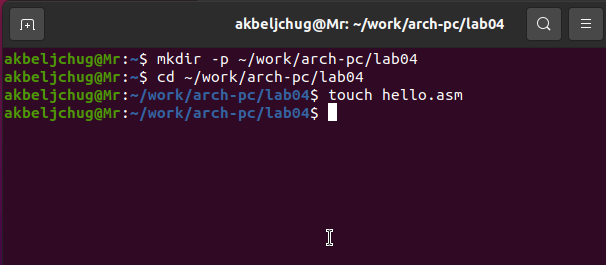 akbeljchug@Mr: ~/work/arch-pc/lab04
akbeljchug@Mr:~$ mkdir -p ~/work/arch-pc/lab04
akbeljchug@Mr:~$ cd ~/work/arch-pc/lab04
akbeljchug@Mr:~/work/arch-pc/lab04$ touch hello.asm
akbeljchug@Mr:~/work/arch-pc/lab04$